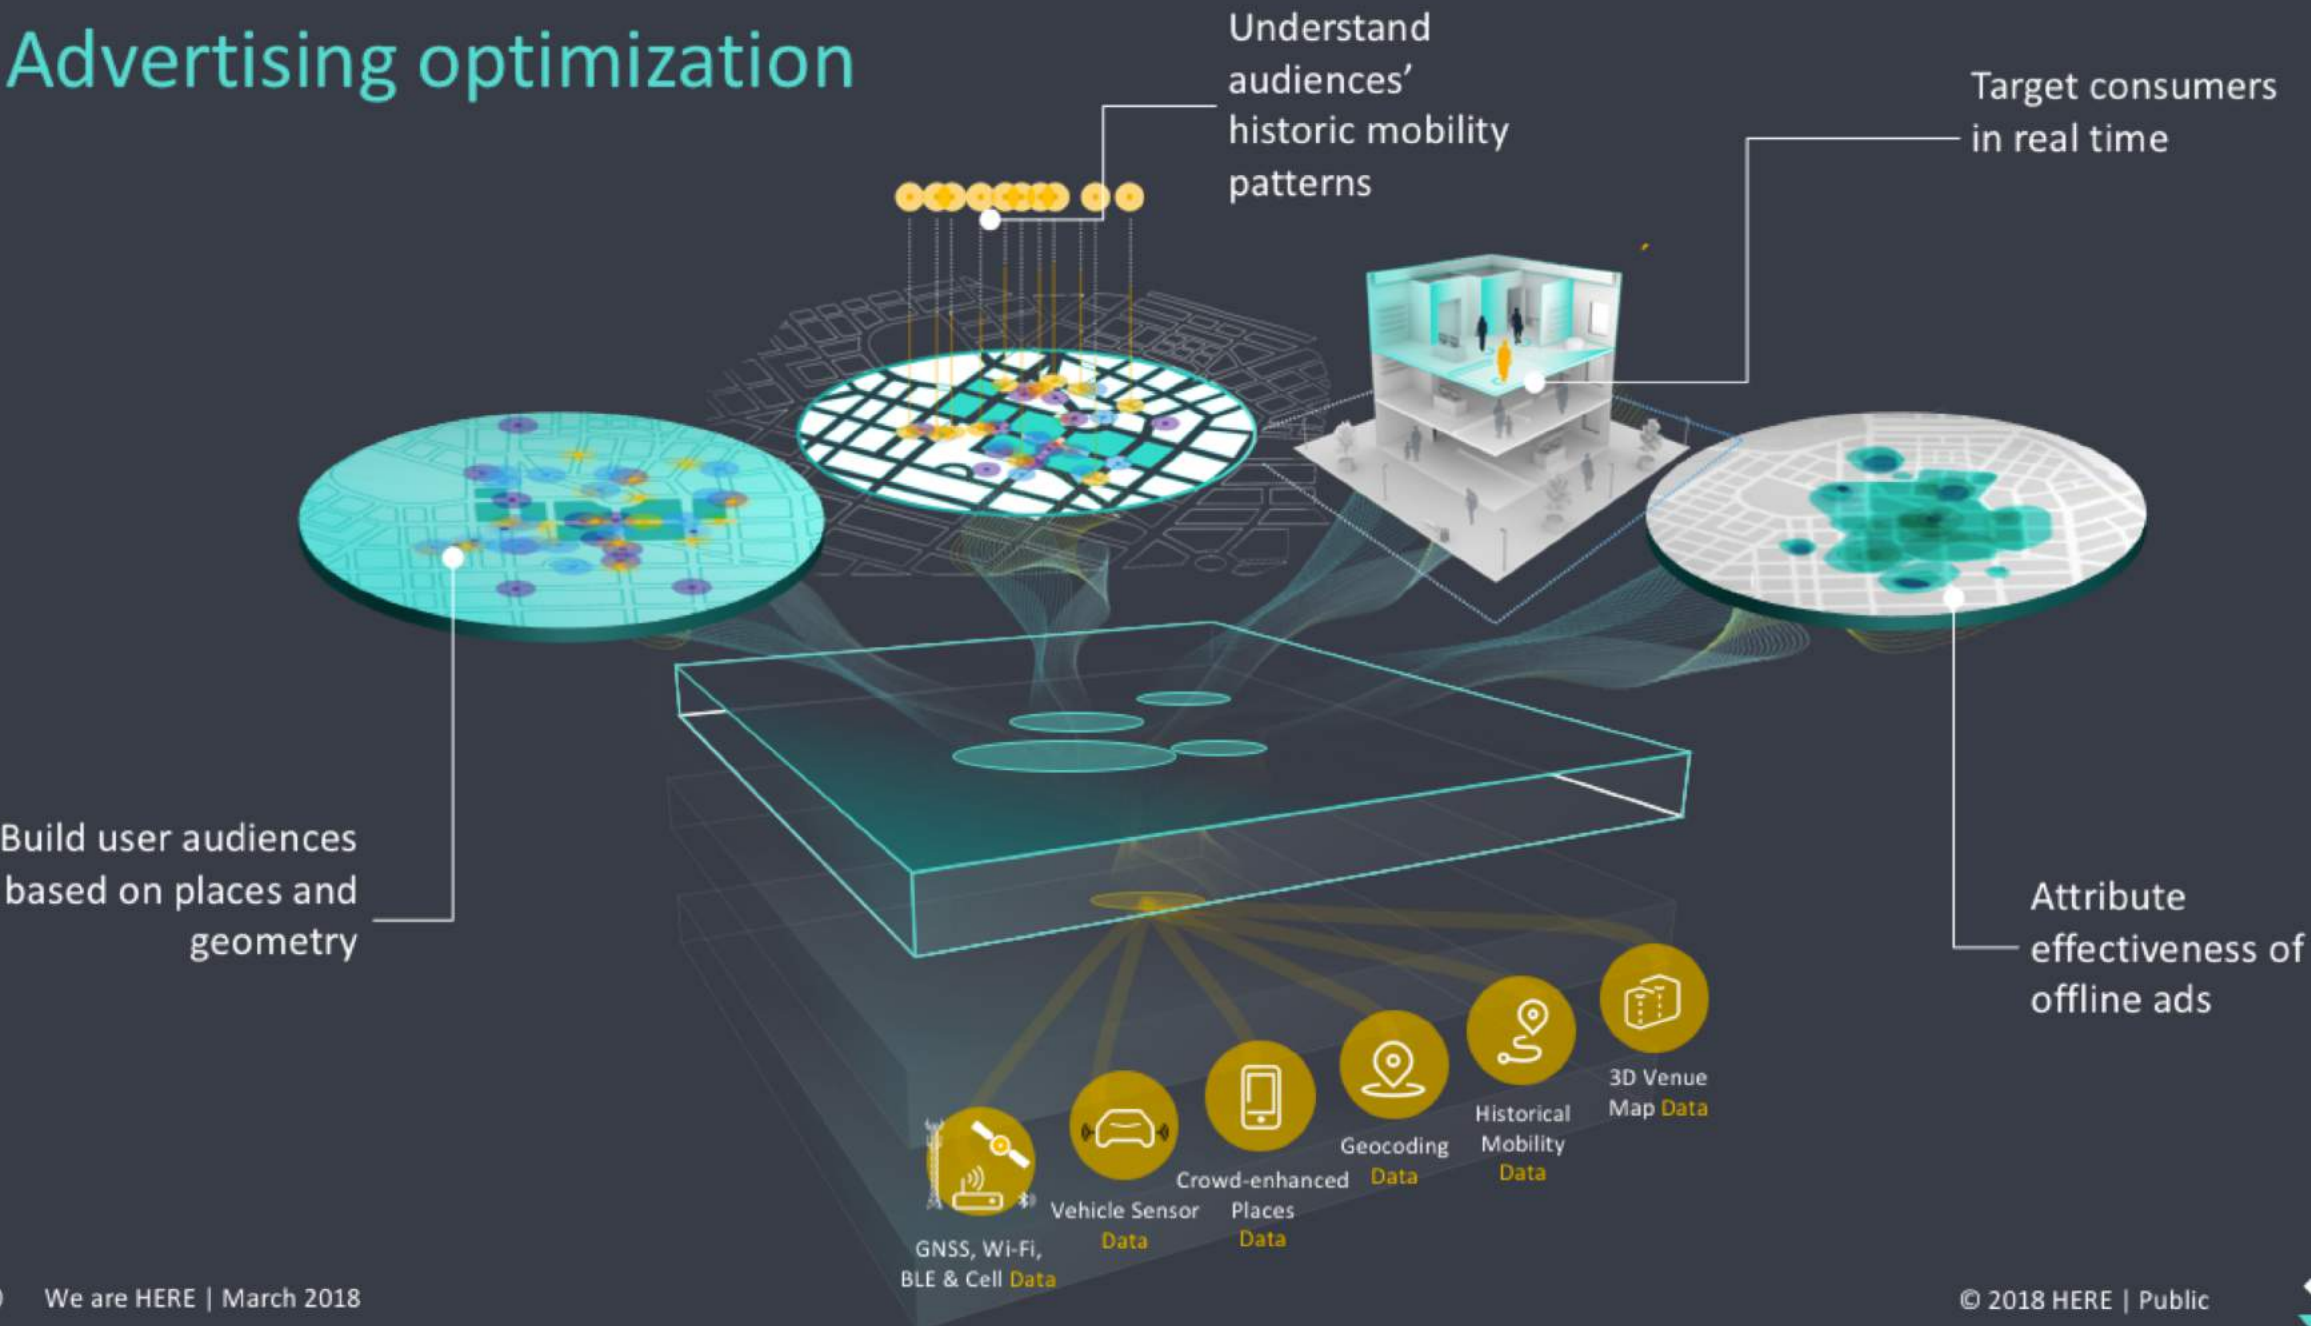 Advertising optimization
Understand
audiences’
historic mobility
patterns
Target consumers
in real time
Build user audiences
based on places and
geometry
Attribute
effectiveness of
offline ads
3D Venue
Map Data
Historical
Mobility
Data
Geocoding
Data
Crowd-enhanced
Places
Data
Vehicle Sensor
Data
GNSS, Wi-Fi,
BLE & Cell Data
We are HERE | March 2018
© 2018 HERE | Public